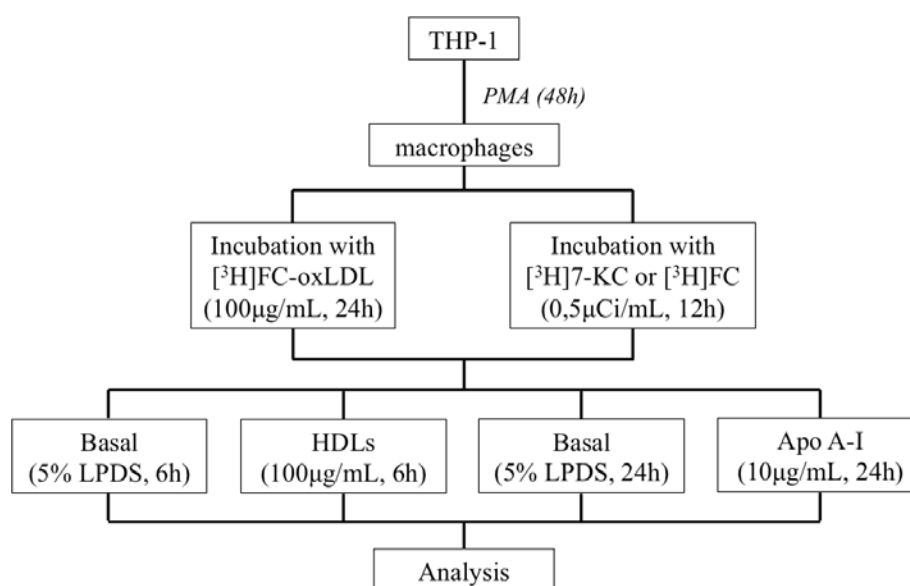 THP-1
PMA (48h)
macrophages
Incubation with
[³H]FC-oxLDL
(100μg/mL, 24h)
Incubation with
[³H]7-KC or [³H]FC
(0,5μCi/mL, 12h)
Basal
(5% LPDS, 6h)
HDLs
(100μg/mL, 6h)
Basal
(5% LPDS, 24h)
Apo A-I
(10μg/mL, 24h)
Analysis